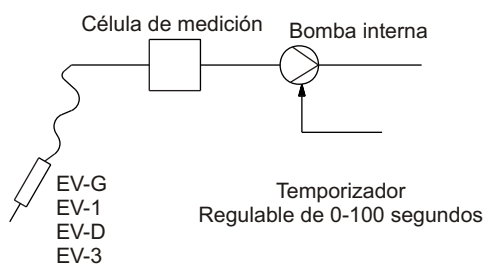 Célula de medición
Bomba interna
EV-G
EV-1
EV-D
EV-3
Temporizador
Regulable de 0-100 segundos